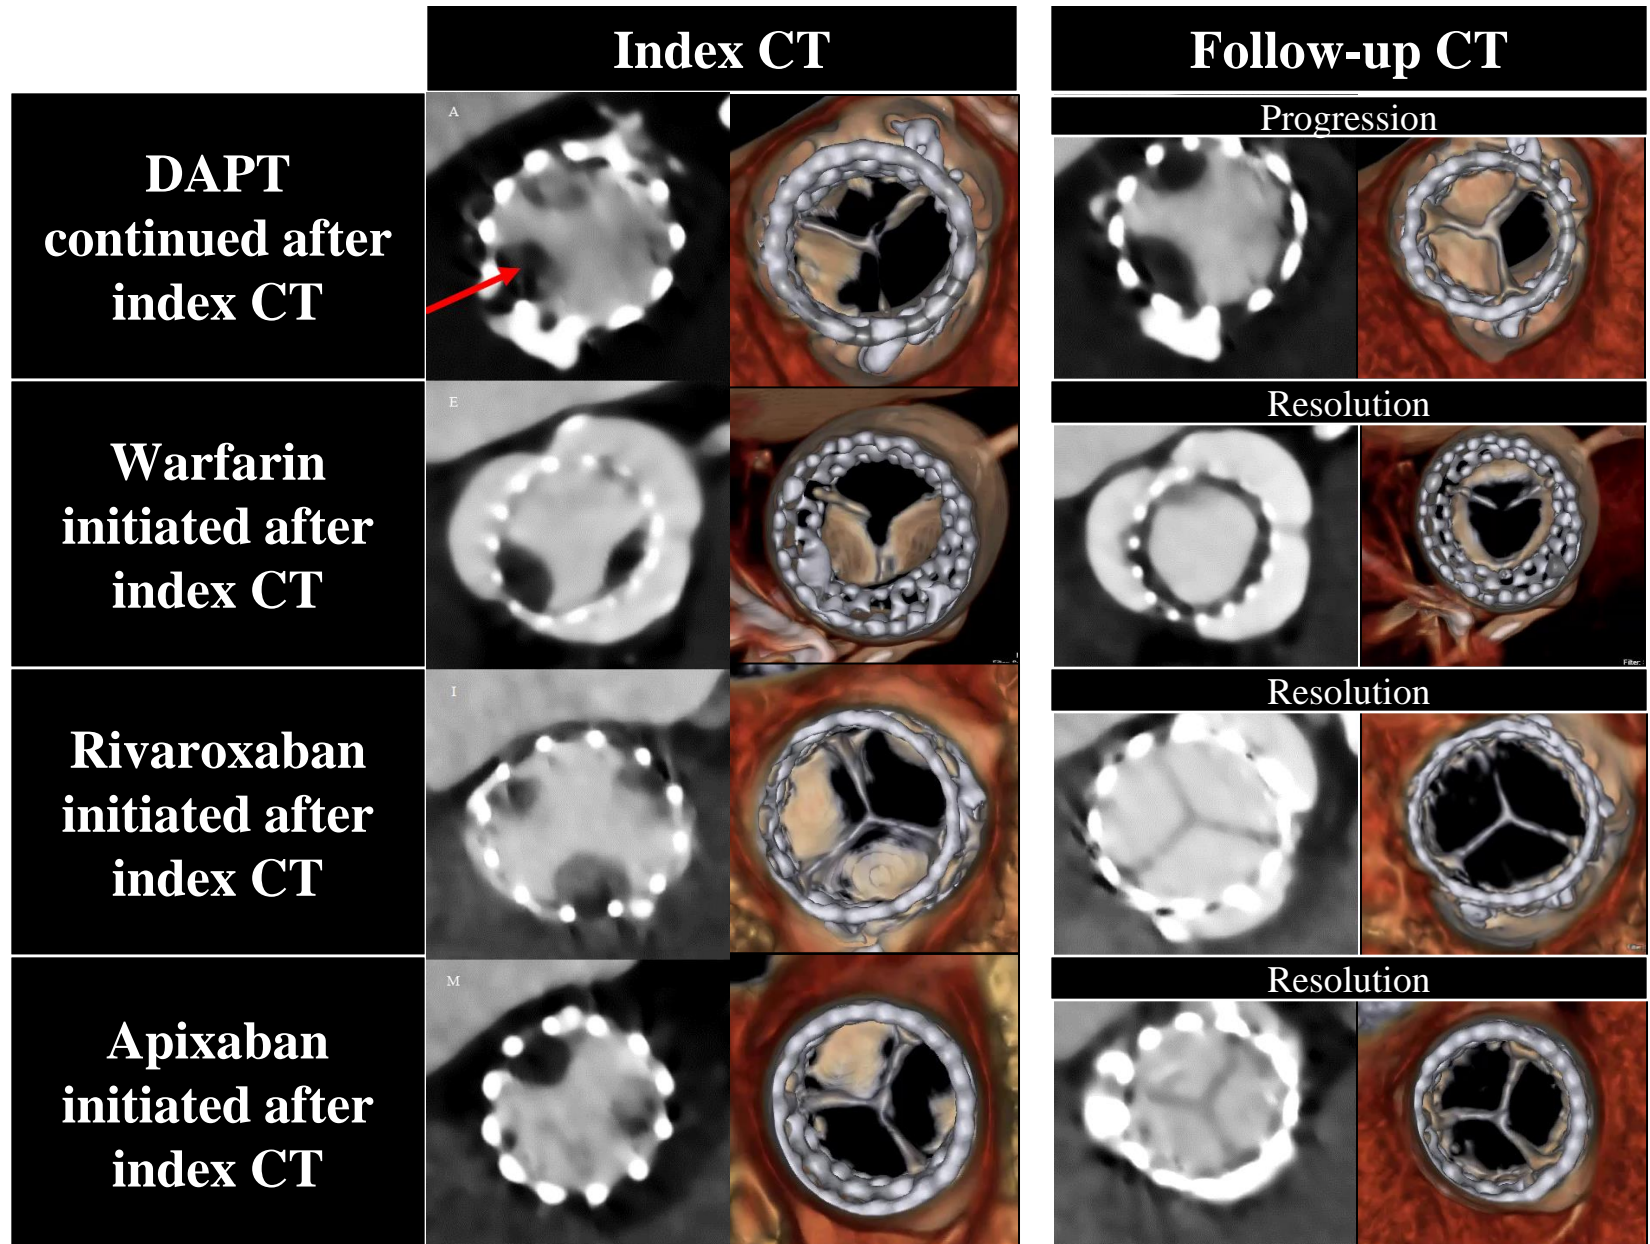 Index CT
Follow-up CT
DAPT
continued after
index CT
A
Progression
Warfarin
initiated after
index CT
E
Resolution
Filter:
Rivaroxaban
initiated after
index CT
I
Resolution
Apixaban
initiated after
index CT
M
Resolution